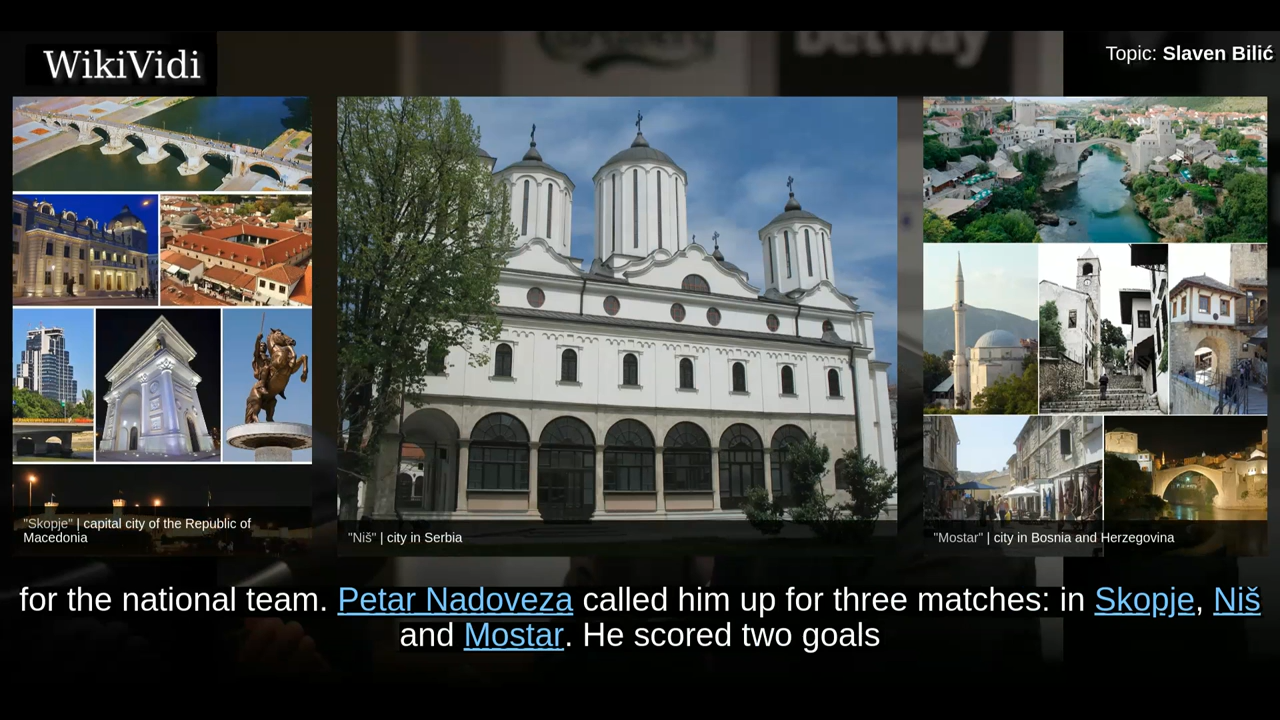 WikiVidi
Topic: Slaven Bilić
betway
"Skopje" | capital city of the Republic of
Macedonia
"Niš" | city in Serbia
"Mostar" | city in Bosnia and Herzegovina
for the national team. Petar Nadoveza called him up for three matches: in Skopje, Niš
and Mostar. He scored two goals